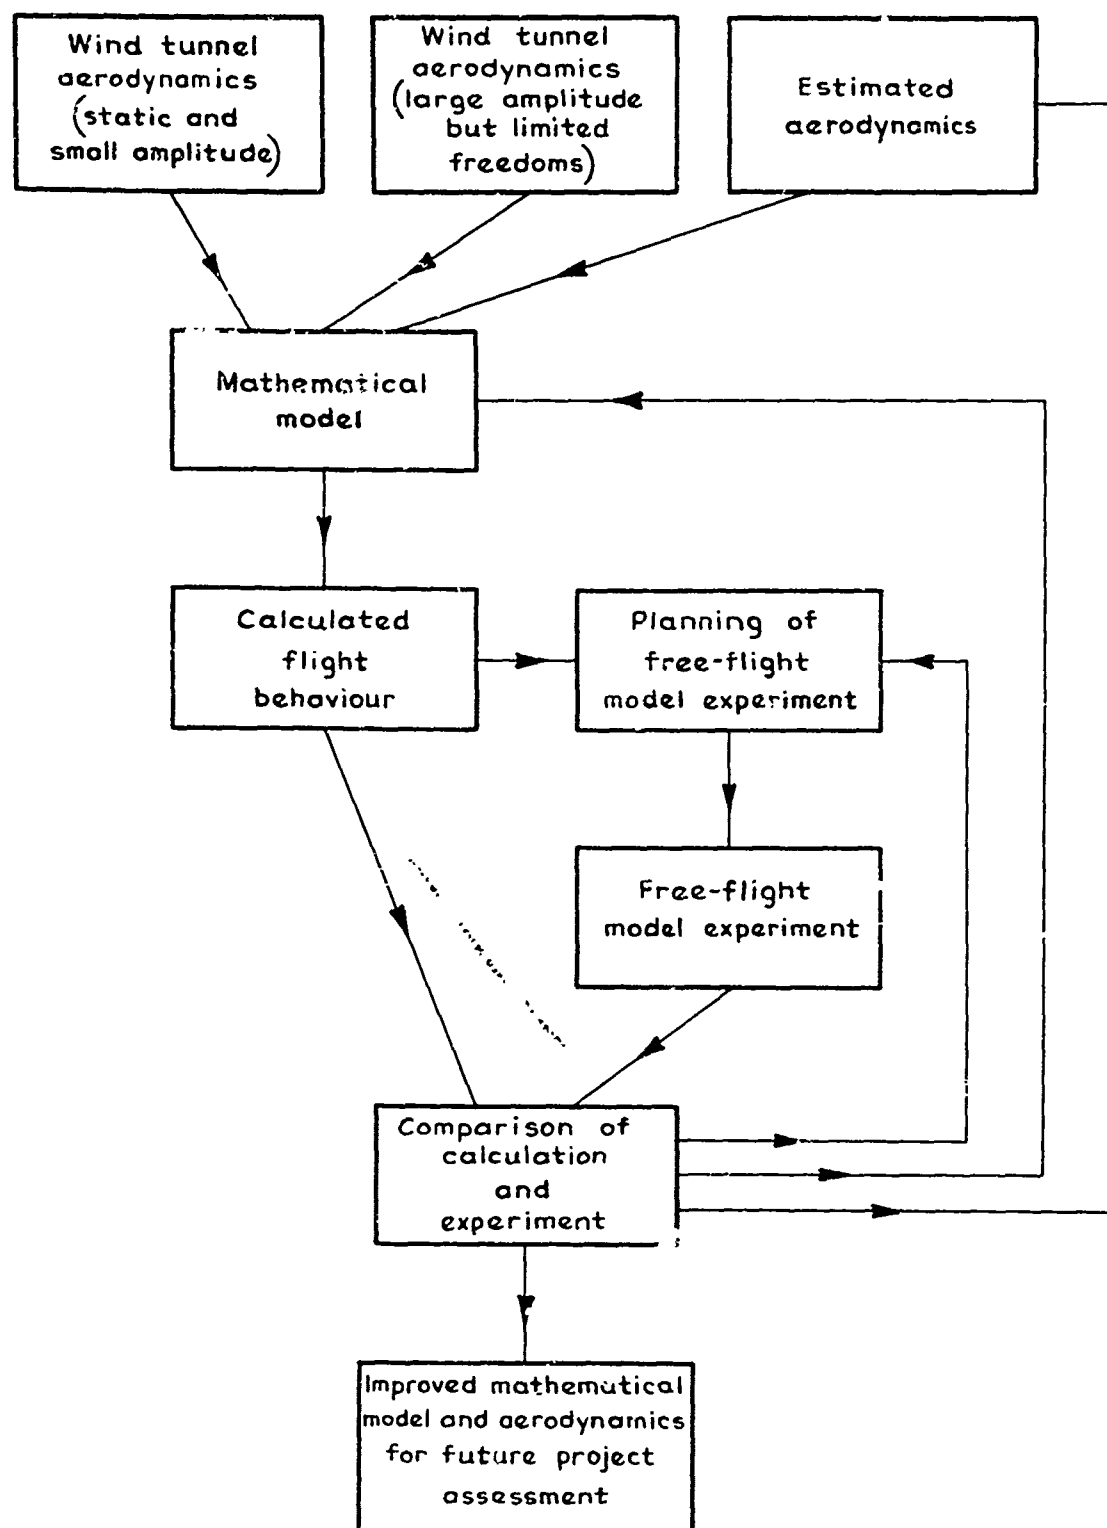 Wind tunnel
aerodynamics
(static and
small amplitude)
Wind tunnel
aerodynamics
(large amplitude
but limited
freedoms)
Estimated
aerodynamics
Mathematical
model
Calculated
flight
behaviour
Planning of
free-flight
model experiment
Free-flight
model experiment
Comparison of
calculation
and
experiment
Improved mathematical
model and aerodynamics
for future project
assessment